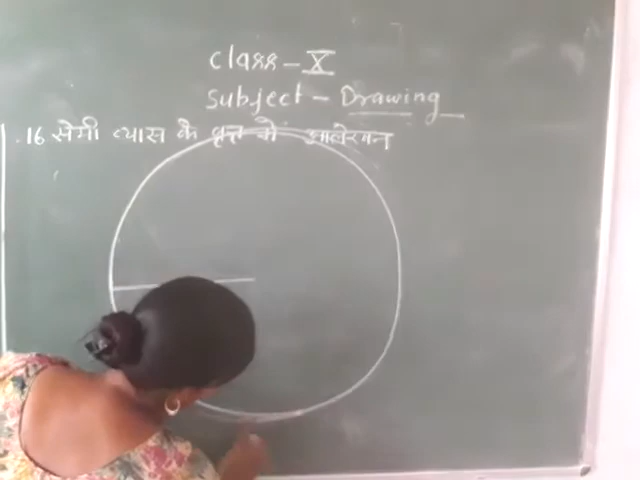 Class - X
Subject - Drawing
16 सेमी व्यास के वृत्त को आलेखन